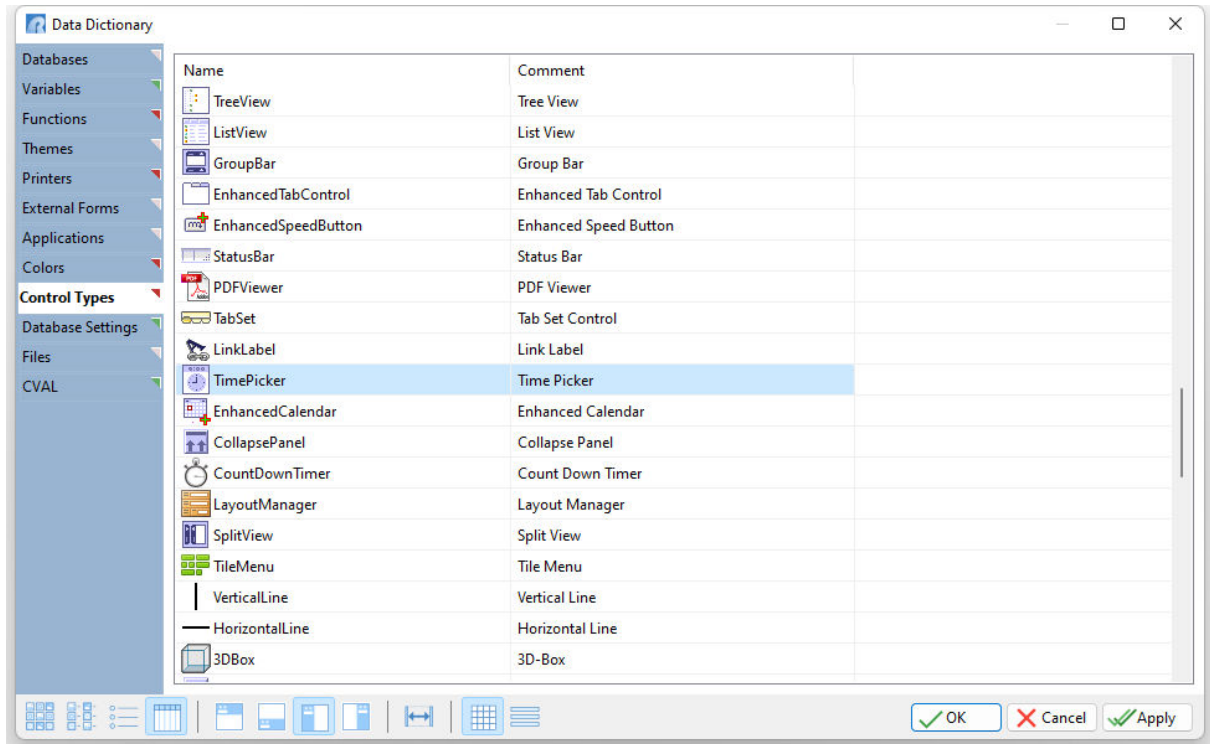 Data Dictionary
Databases
Variables
Functions
Themes
Printers
External Forms
Applications
Colors
Control Types
Database Settings
Files
CVAL
Name Comment
TreeView Tree View
ListView List View
GroupBar Group Bar
EnhancedTabControl Enhanced Tab Control
EnhancedSpeedButton Enhanced Speed Button
StatusBar Status Bar
PDFViewer PDF Viewer
TabSet Tab Set Control
LinkLabel Link Label
TimePicker Time Picker
EnhancedCalendar Enhanced Calendar
CollapsePanel Collapse Panel
CountDownTimer Count Down Timer
LayoutManager Layout Manager
SplitView Split View
TileMenu Tile Menu
VerticalLine Vertical Line
HorizontalLine Horizontal Line
3DBox 3D-Box
OK Cancel Apply